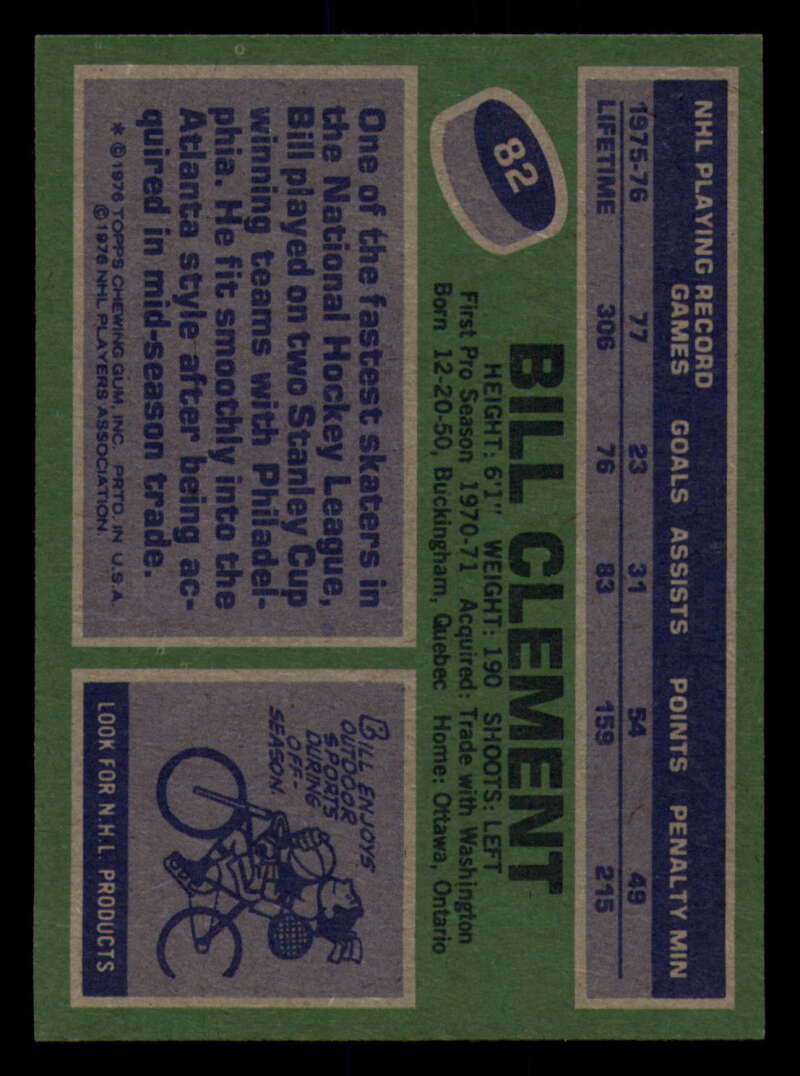 NHL PLAYING RECORD
GAMES GOALS ASSISTS POINTS PENALTY MIN
1975-76 77 23 31 54 49
LIFETIME 306 76 83 159 215
82
BILL CLEMENT
HEIGHT: 6'1" WEIGHT: 190 SHOOTS: LEFT
First Pro Season 1970-71 Acquired: Trade with Washington
Born 12-20-50, Buckingham, Quebec Home: Ottawa, Ontario
One of the fastest skaters in
the National Hockey League,
Bill played on two Stanley Cup
winning teams with Philadel-
phia. He fit smoothly into the
Atlanta style after being ac-
quired in mid-season trade.
* © 1976 TOPPS CHEWING GUM, INC. PRTD. IN U.S.A.
© 1976 NHL PLAYERS ASSOCIATION.
BILL ENJOYS
OUTDOOR
SPORTS
DURING
OFF-
SEASON.
LOOK FOR N.H.L. PRODUCTS